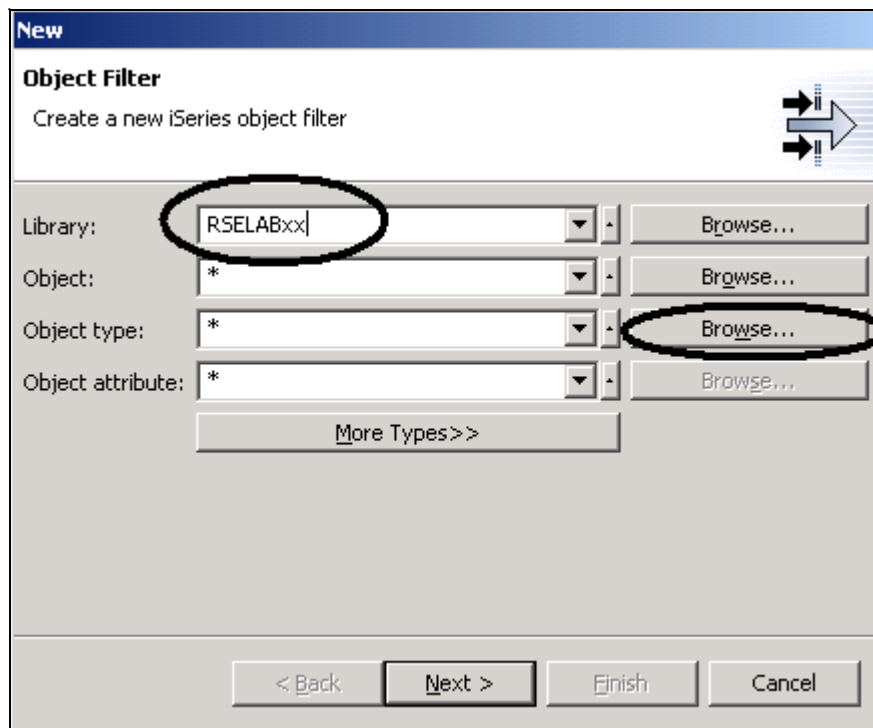 New
Object Filter
Create a new iSeries object filter
Library: RSELABxx Browse...
Object: * Browse...
Object type: * Browse...
Object attribute: * Browse...
More Types>>
< Back Next > Finish Cancel